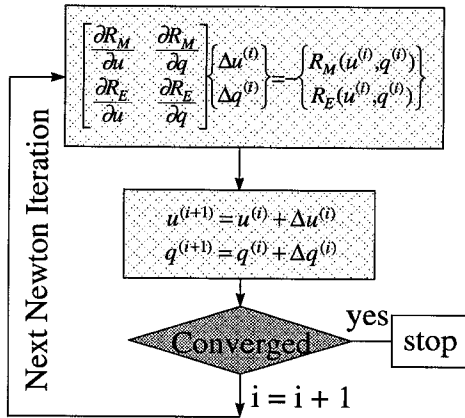 [∂R_M/∂u ∂R_M/∂q; ∂R_E/∂u ∂R_E/∂q] {Δu^(i); Δq^(i)} = -{R_M(u^(i),q^(i)); R_E(u^(i),q^(i))}
u^(i+1) = u^(i) + Δu^(i)
q^(i+1) = q^(i) + Δq^(i)
Converged
yes
stop
i = i + 1
Next Newton Iteration